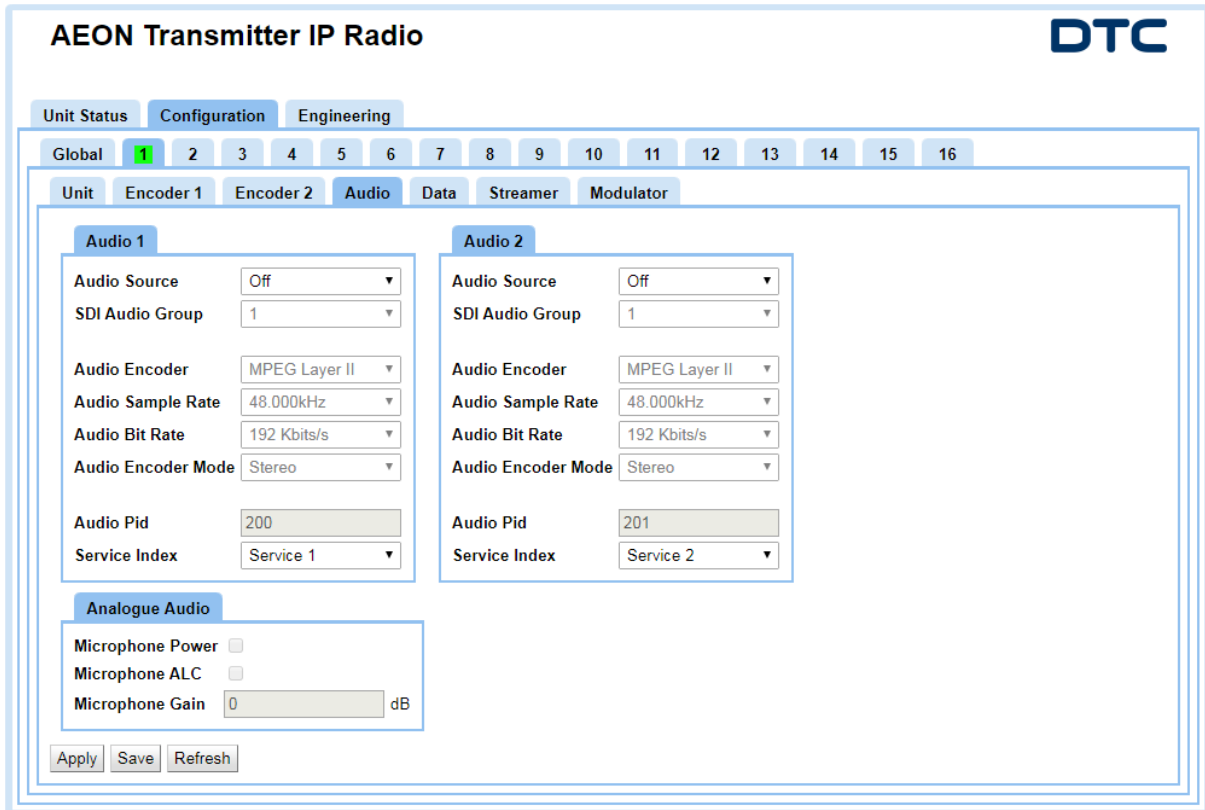 AEON Transmitter IP Radio
DTC
Unit Status Configuration Engineering
Global 1 2 3 4 5 6 7 8 9 10 11 12 13 14 15 16
Unit Encoder 1 Encoder 2 Audio Data Streamer Modulator
Audio 1
Audio Source Off
SDI Audio Group 1
Audio Encoder MPEG Layer II
Audio Sample Rate 48.000kHz
Audio Bit Rate 192 Kbits/s
Audio Encoder Mode Stereo
Audio Pid 200
Service Index Service 1
Audio 2
Audio Source Off
SDI Audio Group 1
Audio Encoder MPEG Layer II
Audio Sample Rate 48.000kHz
Audio Bit Rate 192 Kbits/s
Audio Encoder Mode Stereo
Audio Pid 201
Service Index Service 2
Analogue Audio
Microphone Power
Microphone ALC
Microphone Gain 0 dB
Apply Save Refresh